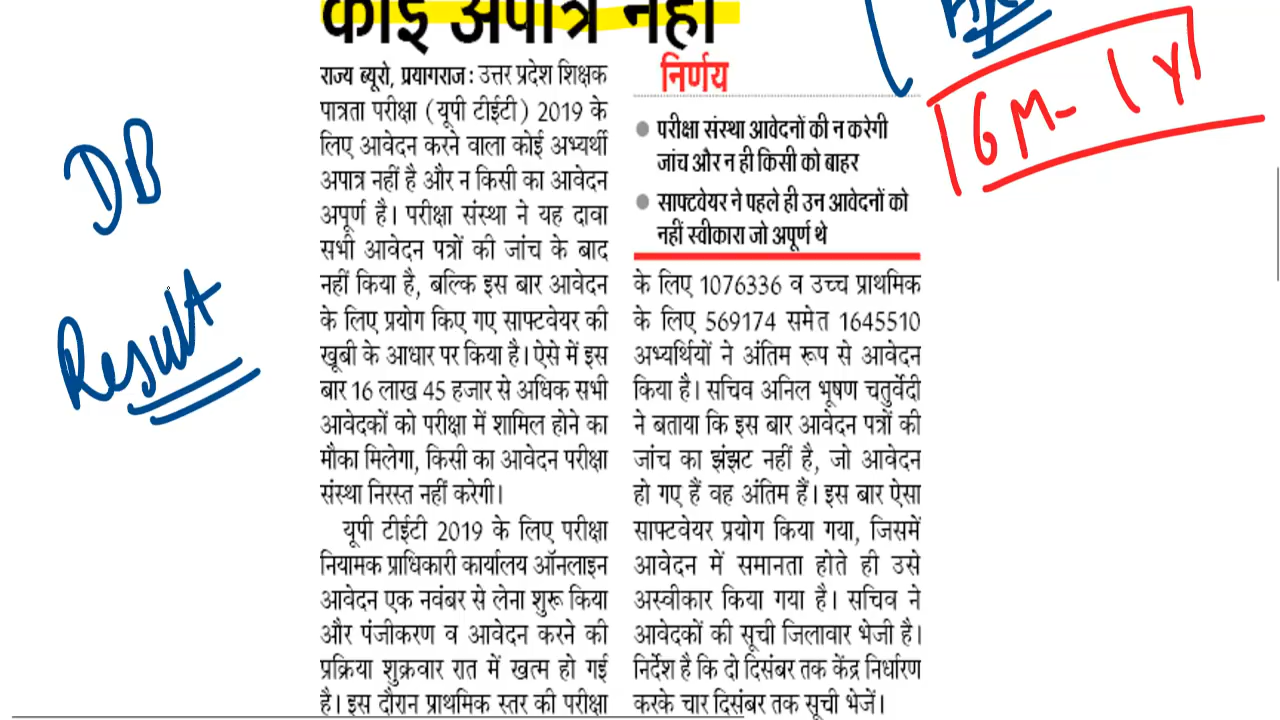 कोई अपात्र नहीं
राज्य ब्यूरो, प्रयागराज: उत्तर प्रदेश शिक्षक
पात्रता परीक्षा (यूपी टीईटी) 2019 के
लिए आवेदन करने वाला कोई अभ्यर्थी
अपात्र नहीं है और न किसी का आवेदन
अपूर्ण है। परीक्षा संस्था ने यह दावा
सभी आवेदन पत्रों की जांच के बाद
नहीं किया है, बल्कि इस बार आवेदन
के लिए प्रयोग किए गए साफ्टवेयर की
खूबी के आधार पर किया है। ऐसे में इस
बार 16 लाख 45 हजार से अधिक सभी
आवेदकों को परीक्षा में शामिल होने का
मौका मिलेगा, किसी का आवेदन परीक्षा
संस्था निरस्त नहीं करेगी।
यूपी टीईटी 2019 के लिए परीक्षा
नियामक प्राधिकारी कार्यालय ऑनलाइन
आवेदन एक नवंबर से लेना शुरू किया
और पंजीकरण व आवेदन करने की
प्रक्रिया शुक्रवार रात में खत्म हो गई
है। इस दौरान प्राथमिक स्तर की परीक्षा
निर्णय
परीक्षा संस्था आवेदनों की न करेगी
जांच और न ही किसी को बाहर
साफ्टवेयर ने पहले ही उन आवेदनों को
नहीं स्वीकारा जो अपूर्ण थे
के लिए 1076336 व उच्च प्राथमिक
के लिए 569174 समेत 1645510
अभ्यर्थियों ने अंतिम रूप से आवेदन
किया है। सचिव अनिल भूषण चतुर्वेदी
ने बताया कि इस बार आवेदन पत्रों की
जांच का झंझट नहीं है, जो आवेदन
हो गए हैं वह अंतिम हैं। इस बार ऐसा
साफ्टवेयर प्रयोग किया गया, जिसमें
आवेदन में समानता होते ही उसे
अस्वीकार किया गया है। सचिव ने
आवेदकों की सूची जिलावार भेजी है।
निर्देश है कि दो दिसंबर तक केंद्र निर्धारण
करके चार दिसंबर तक सूची भेजें।
DB
Result
6M- 1y